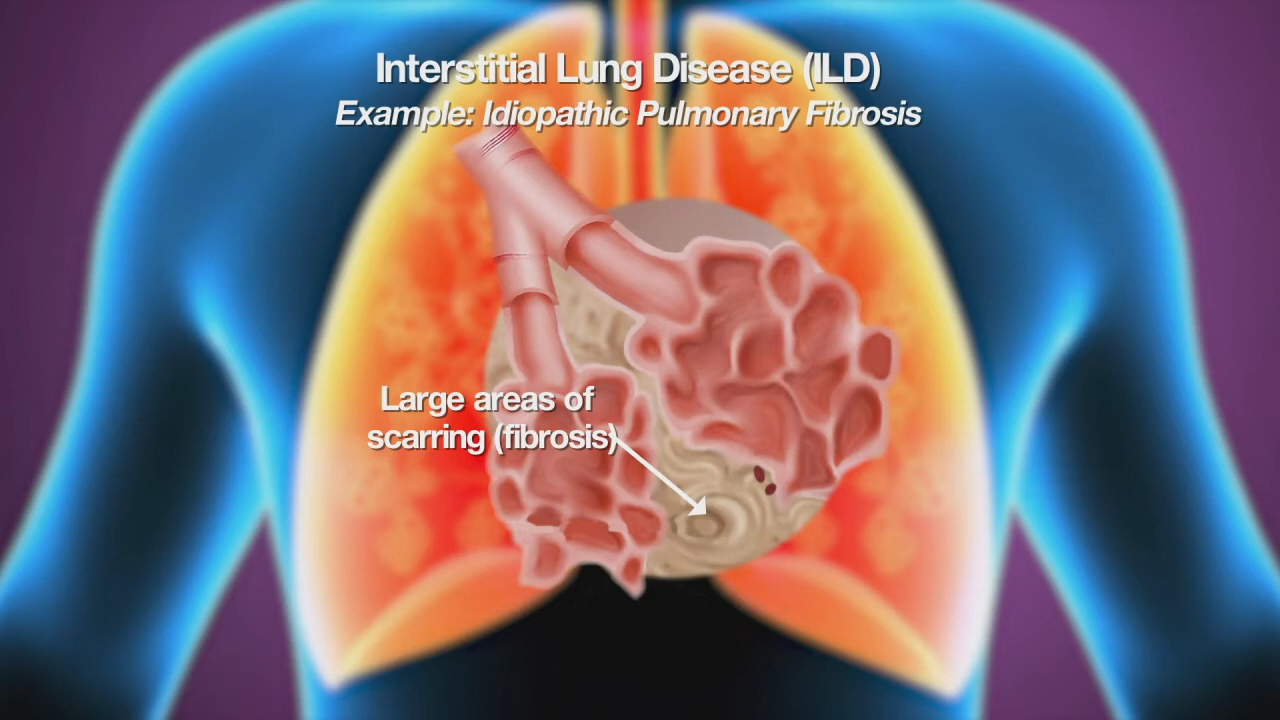 Interstitial Lung Disease (ILD)
Example: Idiopathic Pulmonary Fibrosis
Large areas of
scarring (fibrosis)